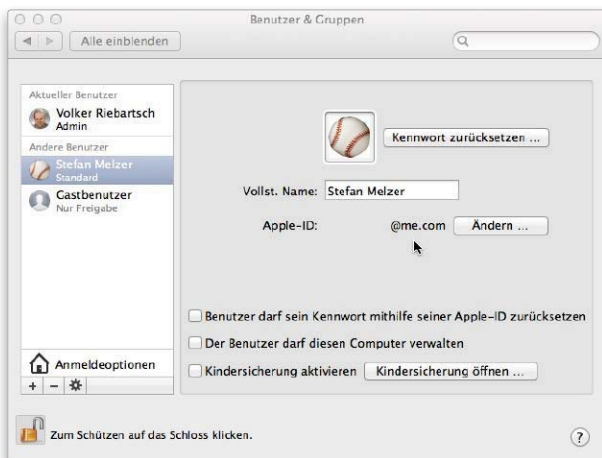 Benutzer & Gruppen
Alle einblenden
Aktueller Benutzer
Volker Riebartsch
Admin
Andere Benutzer
Stefan Melzer
Standard
Gastbenutzer
Nur Freigabe
Anmeldeoptionen
+ −
Kennwort zurücksetzen ...
Vollst. Name: Stefan Melzer
Apple-ID: @me.com Ändern ...
Benutzer darf sein Kennwort mithilfe seiner Apple-ID zurücksetzen
Der Benutzer darf diesen Computer verwalten
Kindersicherung aktivieren Kindersicherung öffnen ...
Zum Schützen auf das Schloss klicken.
?